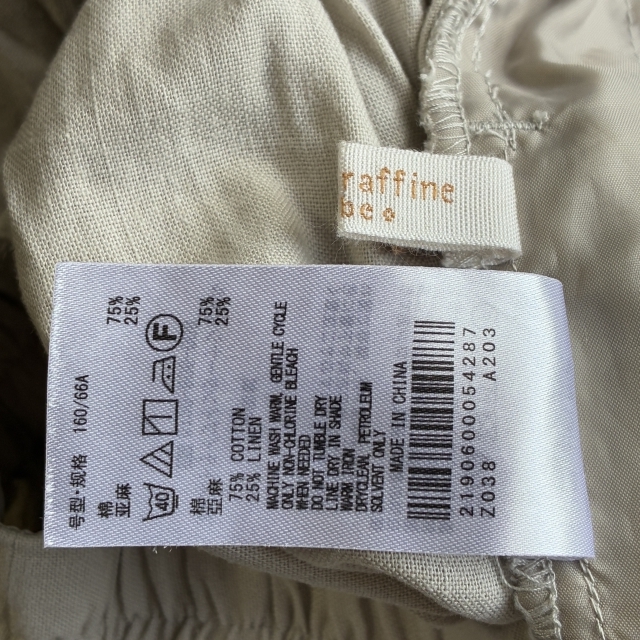 raffine
be
号型·规格 160/66A
棉 75%
亚麻 25%
40
F
棉 75%
亞麻 25%
75% COTTON
25% LINEN
MACHINE WASH WARM, GENTLE CYCLE
ONLY NON-CHLORINE BLEACH
WHEN NEEDED
DO NOT TUMBLE DRY
LINE DRY IN SHADE
WARM IRON
DRYCLEAN, PETROLEUM
SOLVENT ONLY
MADE IN CHINA
2190600054287
Z038 A203